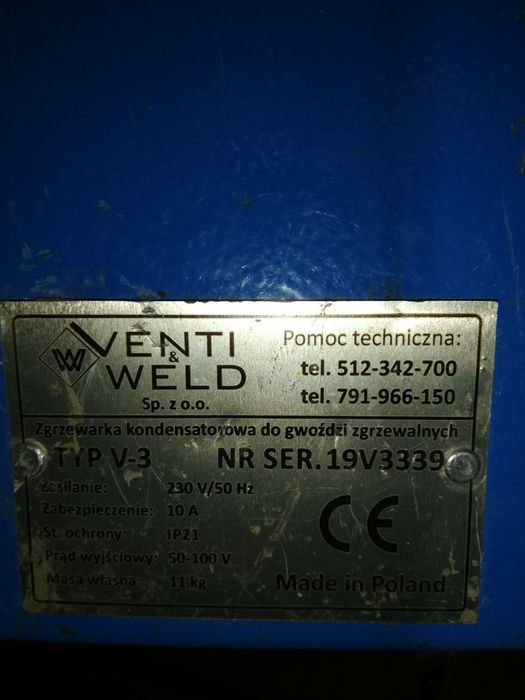 VENTI
&
WELD
Sp. z o.o.
Pomoc techniczna:
tel. 512-342-700
tel. 791-966-150
Zgrzewarka kondensatorowa do gwoździ zgrzewalnych
TYP V-3 NR SER. 19V3339
Zasilanie: 230 V/50 Hz
Zabezpieczenie: 10 A
St. ochrony: IP21
Prąd wyjściowy: 50-100 V
Masa własna: 11 kg
CE
Made in Poland